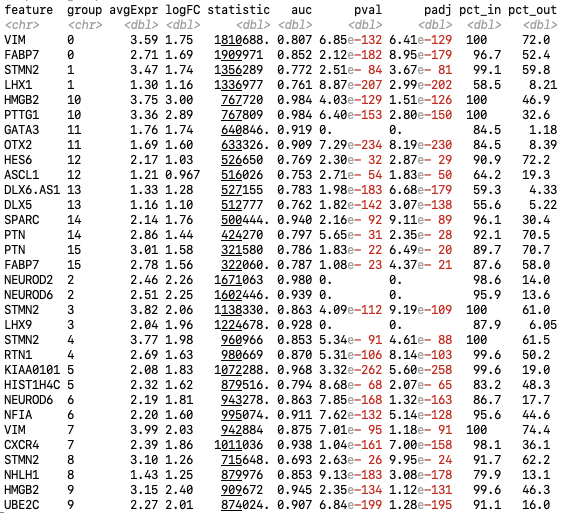 feature group avgExpr logFC statistic auc pval padj pct_in pct_out
<chr> <chr> <dbl> <dbl> <dbl> <dbl> <dbl> <dbl> <dbl> <dbl>
VIM 0 3.59 1.75 1810688. 0.807 6.85e-132 6.41e-129 100 72.0
FABP7 0 2.71 1.69 1909971 0.852 2.12e-182 8.95e-179 96.7 52.4
STMN2 1 3.47 1.74 1356289 0.772 2.51e- 84 3.67e- 81 99.1 59.8
LHX1 1 1.30 1.16 1336977 0.761 8.87e-207 2.99e-202 58.5 8.21
HMGB2 10 3.75 3.00 767720 0.984 4.03e-129 1.51e-126 100 46.9
PTTG1 10 3.36 2.89 767809 0.984 6.40e-153 2.80e-150 100 32.6
GATA3 11 1.76 1.74 640846. 0.919 0. 0. 84.5 1.18
OTX2 11 1.69 1.60 633326. 0.909 7.29e-234 8.19e-230 84.5 8.39
HES6 12 2.17 1.03 526650 0.769 2.30e- 32 2.87e- 29 90.9 72.2
ASCL1 12 1.21 0.967 516026 0.753 2.71e- 54 1.83e- 50 64.2 19.3
DLX6.AS1 13 1.33 1.28 527155 0.783 1.98e-183 6.68e-179 59.3 4.33
DLX5 13 1.16 1.10 512777 0.762 1.82e-142 3.07e-138 55.6 5.22
SPARC 14 2.14 1.76 500444. 0.940 2.16e- 92 9.11e- 89 96.1 30.4
PTN 14 2.86 1.44 424270 0.797 5.65e- 31 2.35e- 28 92.1 70.5
PTN 15 3.01 1.58 321580 0.786 1.83e- 22 6.49e- 20 89.7 70.7
FABP7 15 2.78 1.56 322060. 0.787 1.08e- 23 4.37e- 21 87.6 58.0
NEUROD2 2 2.46 2.26 1671063 0.980 0. 0. 98.6 14.0
NEUROD6 2 2.51 2.25 1602446 0.939 0. 0. 95.9 13.6
STMN2 3 3.82 2.06 1138330. 0.863 4.09e-112 9.19e-109 100 61.0
LHX9 3 2.04 1.96 1224678. 0.928 0. 0. 87.9 6.05
STMN2 4 3.77 1.98 960966 0.853 5.34e- 91 4.61e- 88 100 61.5
RTN1 4 2.69 1.63 980669 0.870 5.31e-106 8.14e-103 99.6 50.2
KIAA0101 5 2.08 1.83 1072288. 0.968 3.32e-262 5.60e-258 99.6 19.0
HIST1H4C 5 2.32 1.62 879516. 0.794 8.68e- 68 2.07e- 65 83.2 48.3
NEUROD6 6 2.19 1.81 943278. 0.863 7.85e-168 1.32e-163 86.7 17.7
NFIA 6 2.20 1.60 995074. 0.911 7.62e-132 5.14e-128 95.6 44.6
VIM 7 3.99 2.03 942884 0.875 7.01e- 95 1.18e- 91 100 74.4
CXCR4 7 2.39 1.86 1011036 0.938 1.04e-161 7.00e-158 98.1 36.1
STMN2 8 3.10 1.26 715648. 0.693 2.63e- 26 9.95e- 24 91.7 62.2
NHLH1 8 1.43 1.25 879976 0.853 9.13e-183 3.08e-178 79.9 13.1
HMGB2 9 3.15 2.40 909672 0.945 2.35e-134 1.12e-131 99.6 46.3
UBE2C 9 2.27 2.01 874024. 0.907 6.84e-199 1.28e-195 91.1 16.0